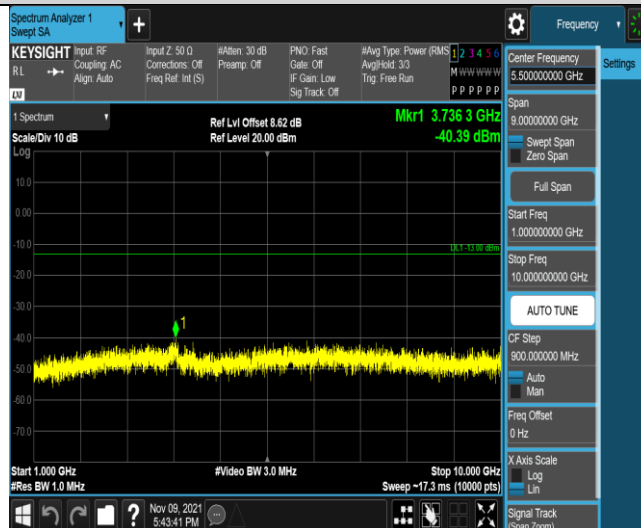 Spectrum Analyzer 1
Swept SA
Frequency
Settings
KEYSIGHT
RL
LXI
Input: RF
Coupling: AC
Align: Auto
Input Z: 50 Ω
Corrections: Off
Freq Ref: Int (S)
#Atten: 30 dB
Preamp: Off
PNO: Fast
Gate: Off
IF Gain: Low
Sig Track: Off
#Avg Type: Power (RMS
Avg|Hold: 3/3
Trig: Free Run
1 2 3 4 5 6
M W W W W W
P P P P P P
1 Spectrum
Scale/Div 10 dB
Ref Lvl Offset 8.62 dB
Ref Level 20.00 dBm
Mkr1 3.736 3 GHz
-40.39 dBm
Log
10.0
0.00
-10.0
DL1 -13.00 dBm
-20.0
-30.0
1
-40.0
-50.0
-60.0
-70.0
Start 1.000 GHz
#Video BW 3.0 MHz
Stop 10.000 GHz
#Res BW 1.0 MHz
Sweep ~17.3 ms (10000 pts)
Nov 09, 2021
5:43:41 PM
Center Frequency
5.500000000 GHz
Span
9.00000000 GHz
Swept Span
Zero Span
Full Span
Start Freq
1.000000000 GHz
Stop Freq
10.000000000 GHz
AUTO TUNE
CF Step
900.000000 MHz
Auto
Man
Freq Offset
0 Hz
X Axis Scale
Log
Lin
Signal Track
(Span Zoom)